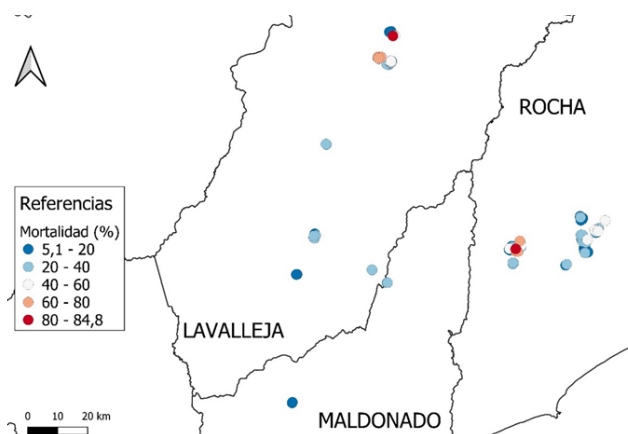 ROCHA
Referencias
Mortalidad (%)
5,1 - 20
20 - 40
40 - 60
60 - 80
80 - 84,8
LAVALLEJA
MALDONADO
0 10 20 km